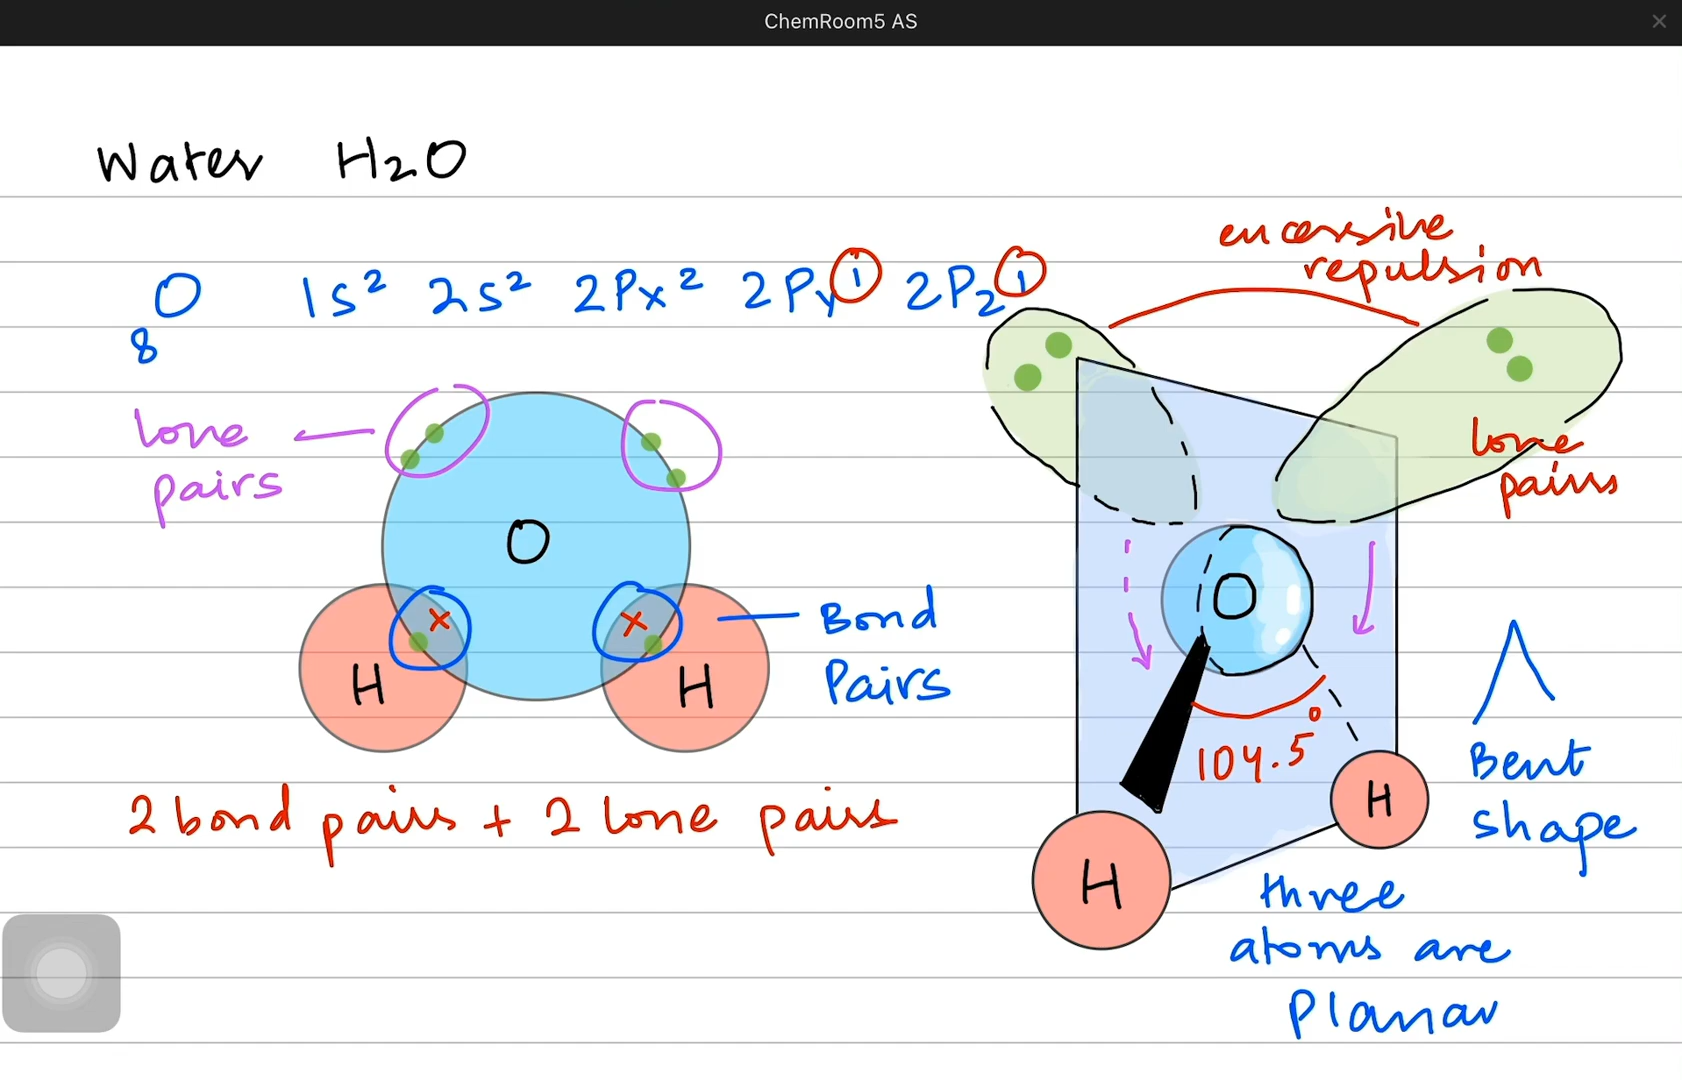 ChemRoom5 AS
Water H₂O
₈O 1s² 2s² 2Px² 2Py¹ 2Pz¹
excessive
repulsion
lone
pairs
O
H
H
Bond
Pairs
2 bond pairs + 2 lone pairs
lone
pairs
O
104.5°
H
H
Bent
shape
three
atoms are
Planar